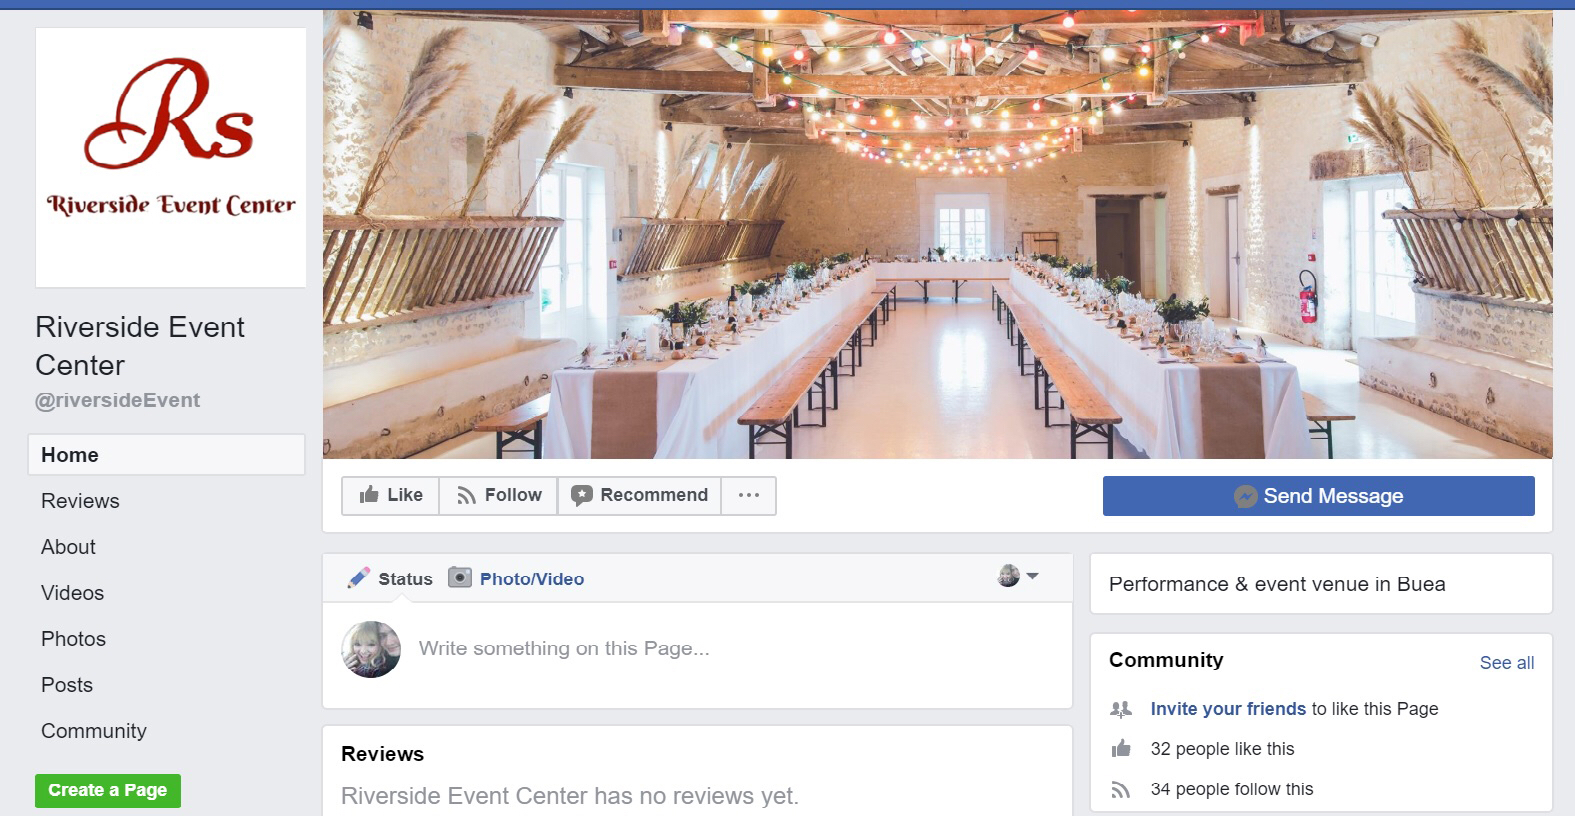 Rs
Riverside Event Center
Riverside Event
Center
@riversideEvent
Home
Reviews
About
Videos
Photos
Posts
Community
Create a Page
Like
Follow
Recommend
Send Message
Status
Photo/Video
Write something on this Page...
Reviews
Riverside Event Center has no reviews yet.
Performance & event venue in Buea
Community
See all
Invite your friends to like this Page
32 people like this
34 people follow this